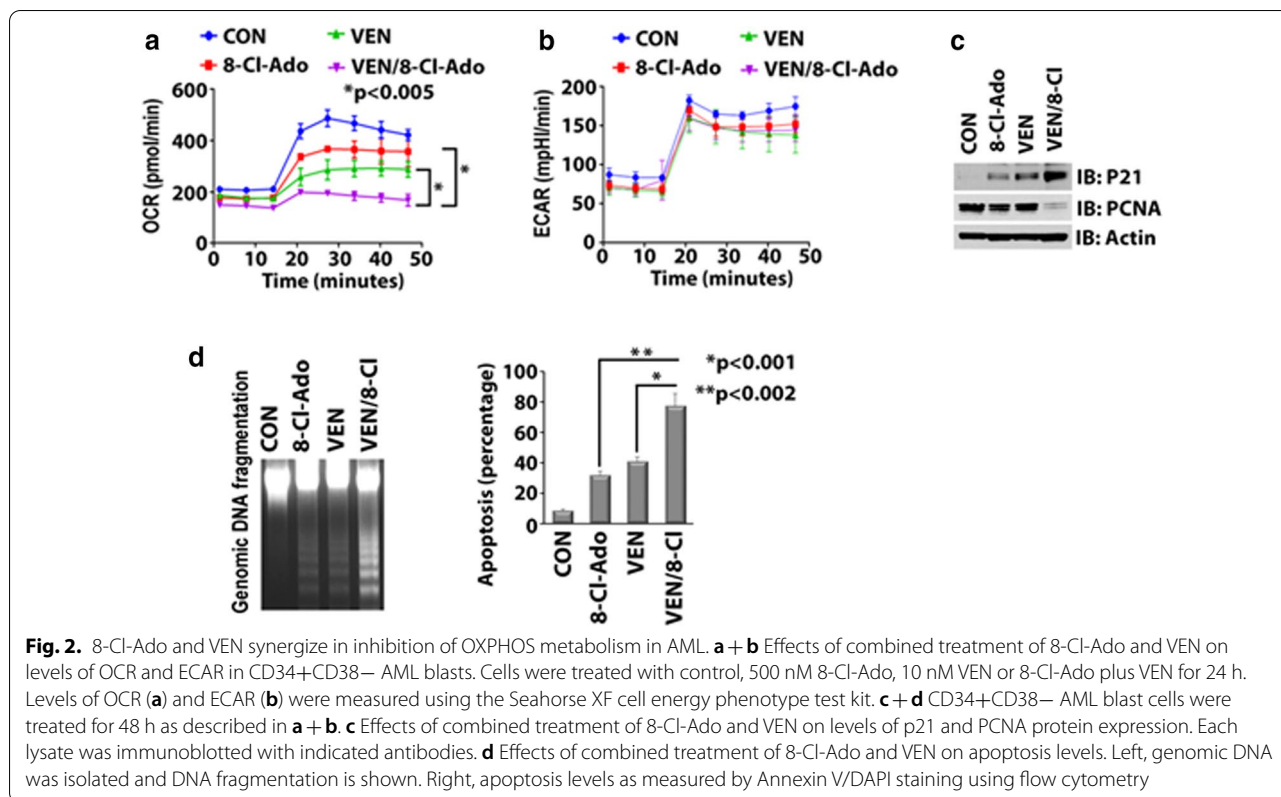 a
CON
VEN
8-Cl-Ado
VEN/8-Cl-Ado
*p<0.005
600
400
200
0
OCR (pmol/min)
*
*
0 10 20 30 40 50
Time (minutes)
b
CON
VEN
8-Cl-Ado
VEN/8-Cl-Ado
200
150
100
50
0
ECAR (mpHI/min)
0 10 20 30 40 50
Time (minutes)
c
CON
8-Cl-Ado
VEN
VEN/8-Cl
IB: P21
IB: PCNA
IB: Actin
d
Genomic DNA fragmentation
CON
8-Cl-Ado
VEN
VEN/8-Cl
Apoptosis (percentage)
100
80
60
40
20
0
**
*
*p<0.001
**p<0.002
CON
8-Cl-Ado
VEN
VEN/8-Cl
Fig. 2. 8-Cl-Ado and VEN synergize in inhibition of OXPHOS metabolism in AML. a + b Effects of combined treatment of 8-Cl-Ado and VEN on
levels of OCR and ECAR in CD34+CD38− AML blasts. Cells were treated with control, 500 nM 8-Cl-Ado, 10 nM VEN or 8-Cl-Ado plus VEN for 24 h.
Levels of OCR (a) and ECAR (b) were measured using the Seahorse XF cell energy phenotype test kit. c + d CD34+CD38− AML blast cells were
treated for 48 h as described in a + b. c Effects of combined treatment of 8-Cl-Ado and VEN on levels of p21 and PCNA protein expression. Each
lysate was immunoblotted with indicated antibodies. d Effects of combined treatment of 8-Cl-Ado and VEN on apoptosis levels. Left, genomic DNA
was isolated and DNA fragmentation is shown. Right, apoptosis levels as measured by Annexin V/DAPI staining using flow cytometry